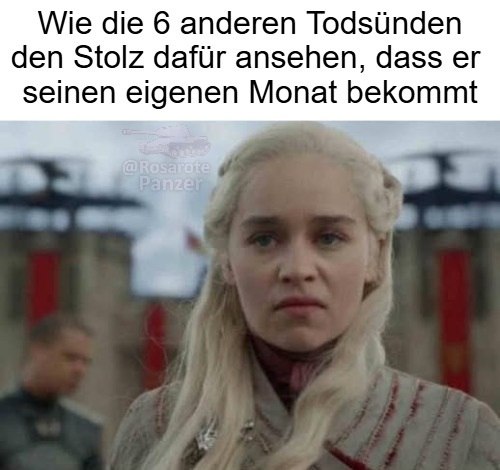 Wie die 6 anderen Todsünden
den Stolz dafür ansehen, dass er
seinen eigenen Monat bekommt
@Rosarote
Panzer